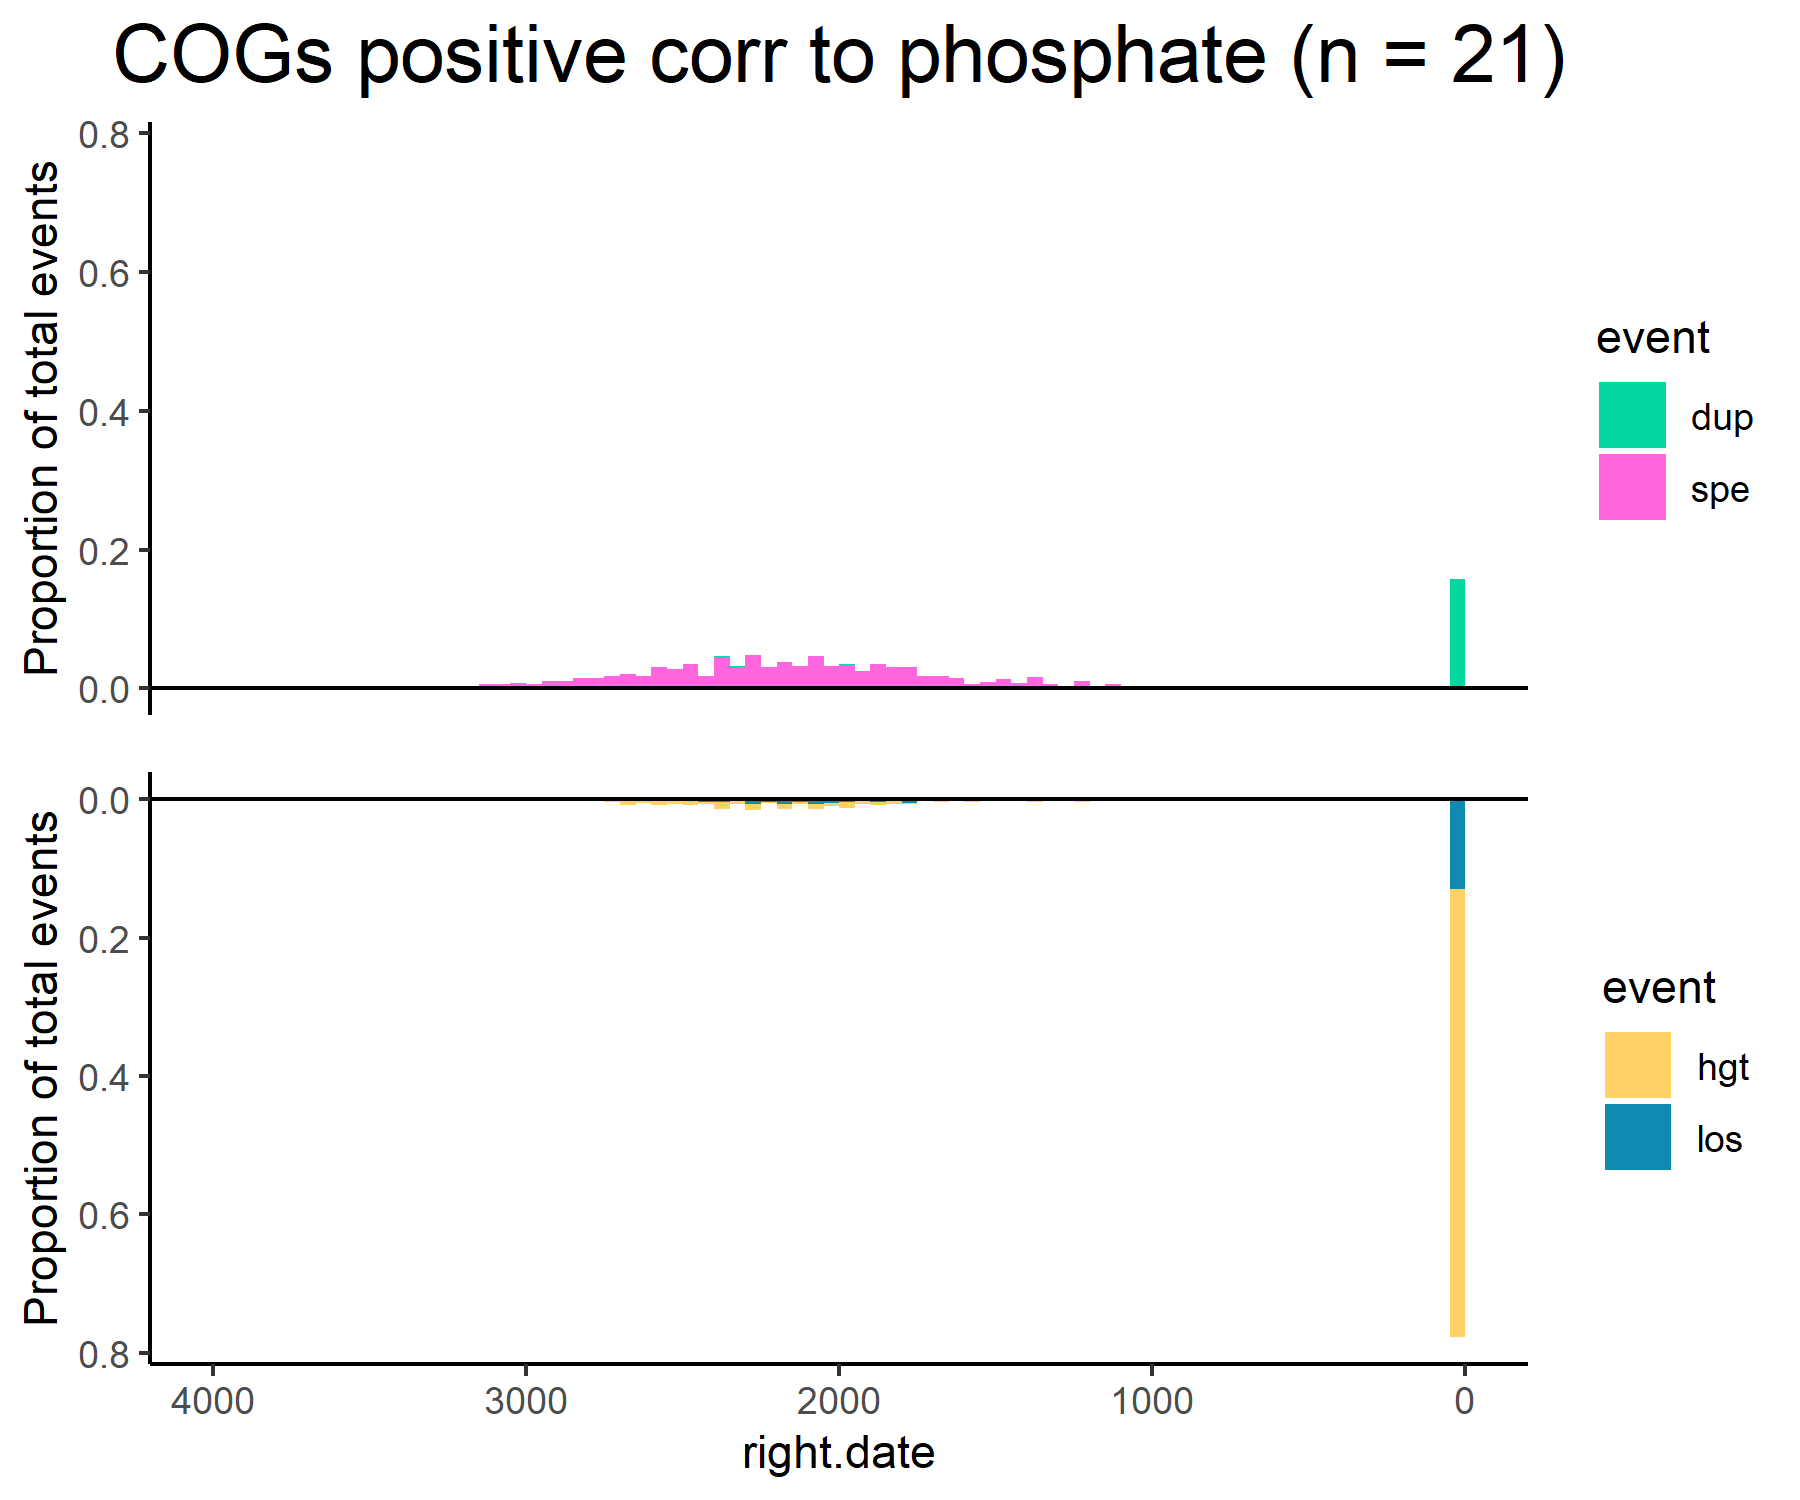 COGs positive corr to phosphate (n = 21)
Proportion of total events
0.8
0.6
0.4
0.2
0.0
event
dup
spe
Proportion of total events
0.0
0.2
0.4
0.6
0.8
event
hgt
los
4000
3000
2000
1000
0
right.date